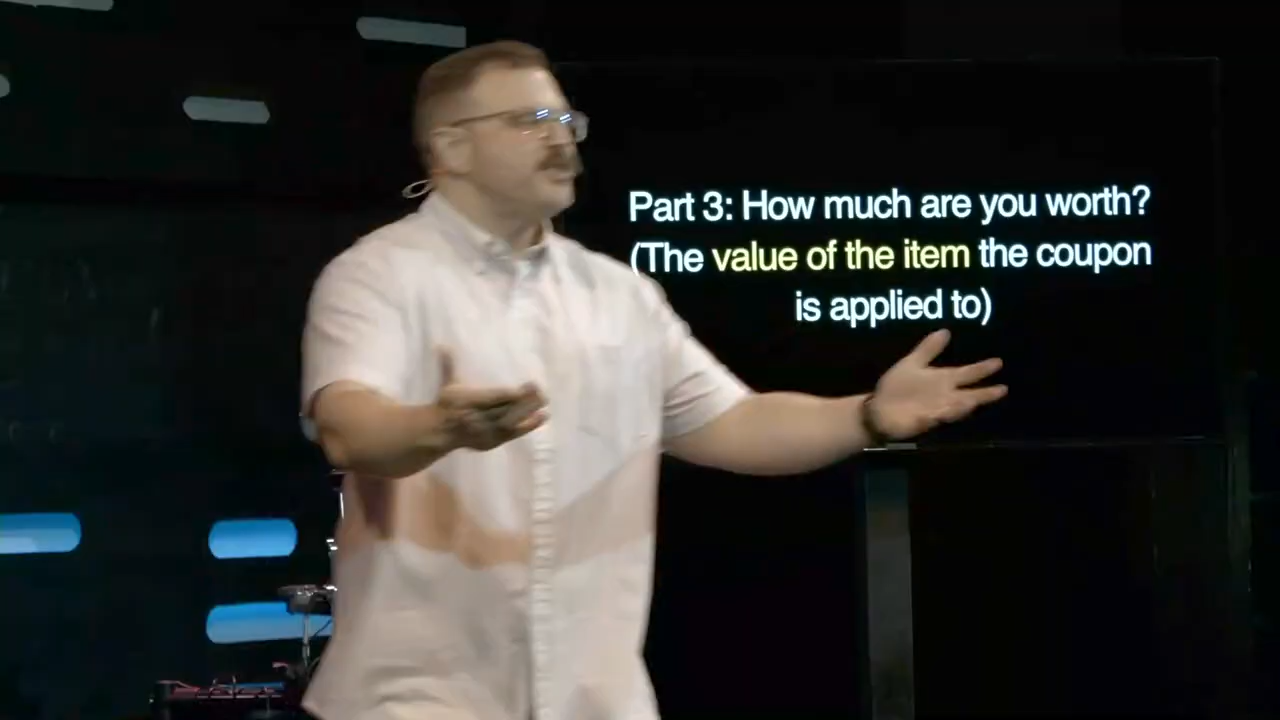 Part 3: How much are you worth?
(The value of the item the coupon
is applied to)